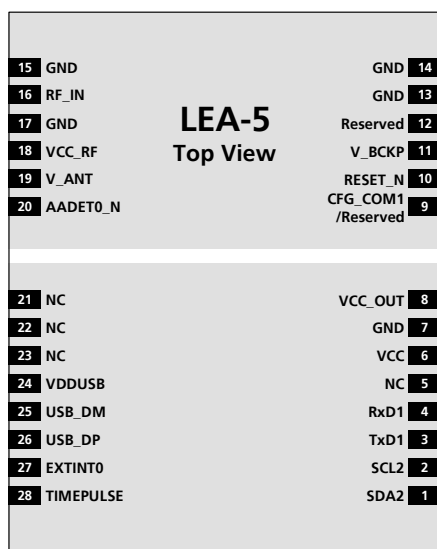 LEA-5
Top View
15 GND
16 RF_IN
17 GND
18 VCC_RF
19 V_ANT
20 AADET0_N
GND 14
GND 13
Reserved 12
V_BCKP 11
RESET_N 10
CFG_COM1
/Reserved 9
21 NC
22 NC
23 NC
24 VDDUSB
25 USB_DM
26 USB_DP
27 EXTINT0
28 TIMEPULSE
VCC_OUT 8
GND 7
VCC 6
NC 5
RxD1 4
TxD1 3
SCL2 2
SDA2 1